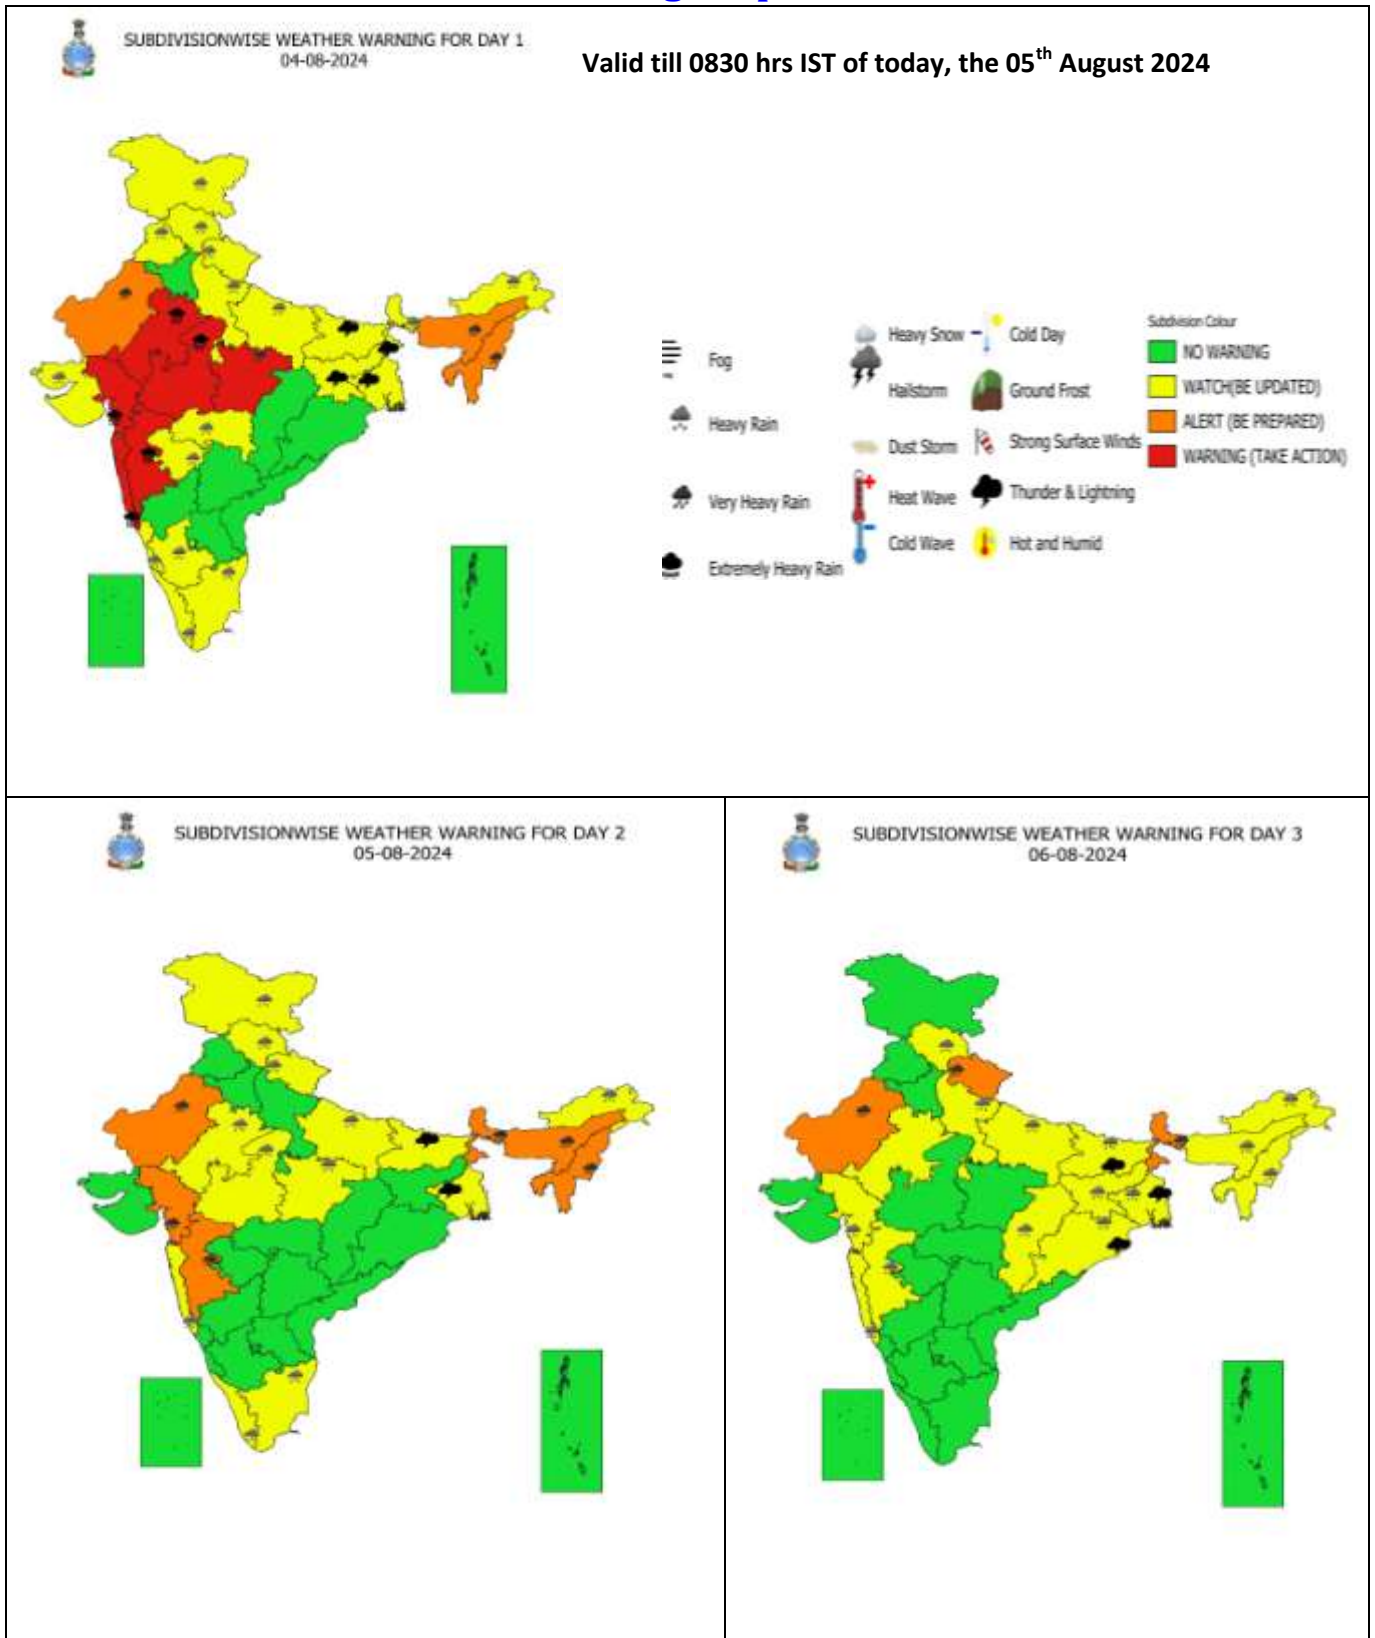 SUBDIVISIONWISE WEATHER WARNING FOR DAY 1
04-08-2024
Valid till 0830 hrs IST of today, the 05th August 2024
Fog
Heavy Rain
Very Heavy Rain
Extremely Heavy Rain
Heavy Snow
Hailstorm
Dust Storm
Heat Wave
Cold Wave
Cold Day
Ground Frost
Strong Surface Winds
Thunder & Lightning
Hot and Humid
Subdivision Colour
NO WARNING
WATCH(BE UPDATED)
ALERT (BE PREPARED)
WARNING (TAKE ACTION)
SUBDIVISIONWISE WEATHER WARNING FOR DAY 2
05-08-2024
SUBDIVISIONWISE WEATHER WARNING FOR DAY 3
06-08-2024